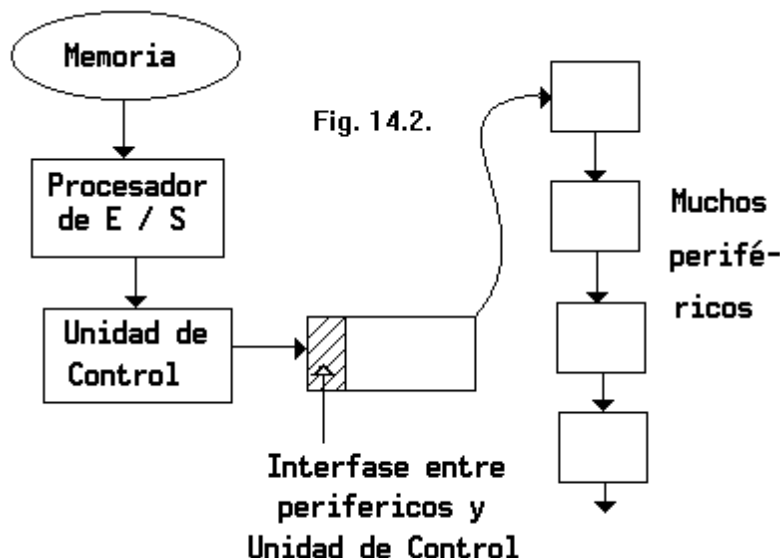 Memoria
Fig. 14.2.
Procesador
de E / S
Muchos
perifé-
ricos
Unidad de
Control
Interfase entre
perifericos y
Unidad de Control